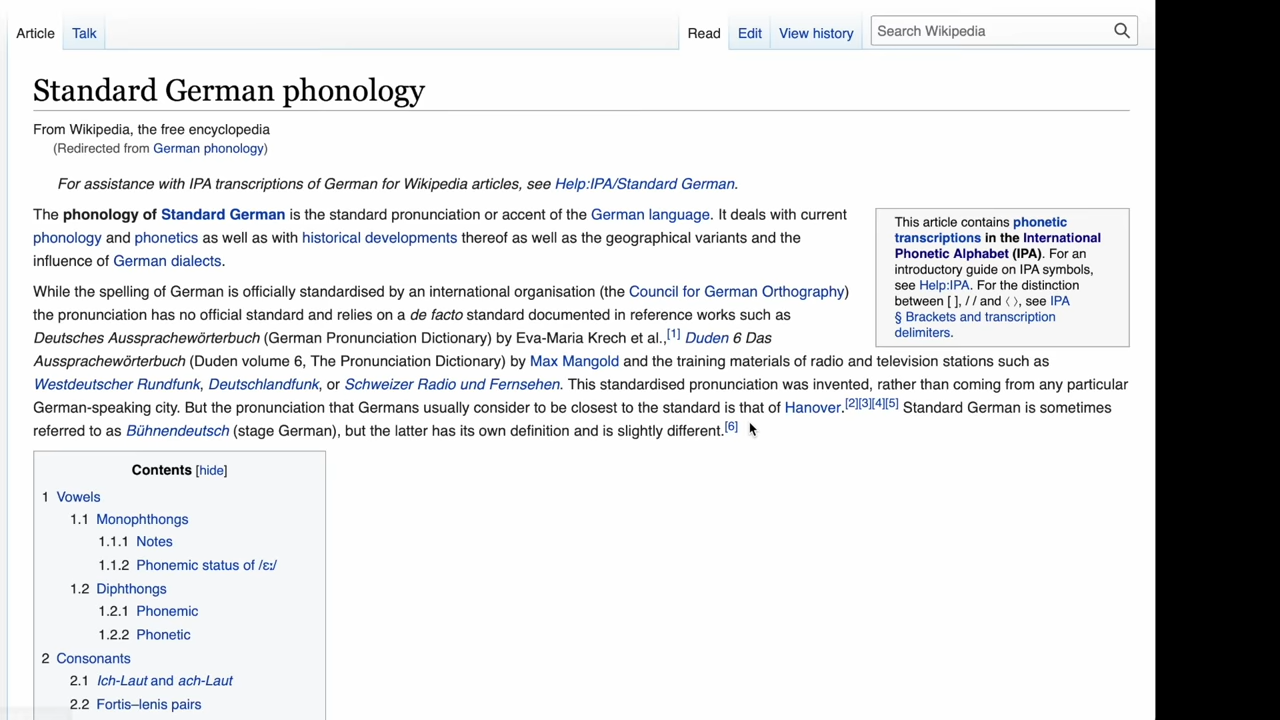 Article Talk Read Edit View history Search Wikipedia
Standard German phonology
From Wikipedia, the free encyclopedia
(Redirected from German phonology)
For assistance with IPA transcriptions of German for Wikipedia articles, see Help:IPA/Standard German.
The phonology of Standard German is the standard pronunciation or accent of the German language. It deals with current
phonology and phonetics as well as with historical developments thereof as well as the geographical variants and the
influence of German dialects.
This article contains phonetic
transcriptions in the International
Phonetic Alphabet (IPA). For an
introductory guide on IPA symbols,
see Help:IPA. For the distinction
between [ ], / / and ⟨ ⟩, see IPA
§ Brackets and transcription
delimiters.
While the spelling of German is officially standardised by an international organisation (the Council for German Orthography)
the pronunciation has no official standard and relies on a de facto standard documented in reference works such as
Deutsches Aussprachewörterbuch (German Pronunciation Dictionary) by Eva-Maria Krech et al.,[1] Duden 6 Das
Aussprachewörterbuch (Duden volume 6, The Pronunciation Dictionary) by Max Mangold and the training materials of radio and television stations such as
Westdeutscher Rundfunk, Deutschlandfunk, or Schweizer Radio und Fernsehen. This standardised pronunciation was invented, rather than coming from any particular
German-speaking city. But the pronunciation that Germans usually consider to be closest to the standard is that of Hanover.[2][3][4][5] Standard German is sometimes
referred to as Bühnendeutsch (stage German), but the latter has its own definition and is slightly different.[6]
Contents [hide]
1 Vowels
1.1 Monophthongs
1.1.1 Notes
1.1.2 Phonemic status of /ɛː/
1.2 Diphthongs
1.2.1 Phonemic
1.2.2 Phonetic
2 Consonants
2.1 Ich-Laut and ach-Laut
2.2 Fortis–lenis pairs